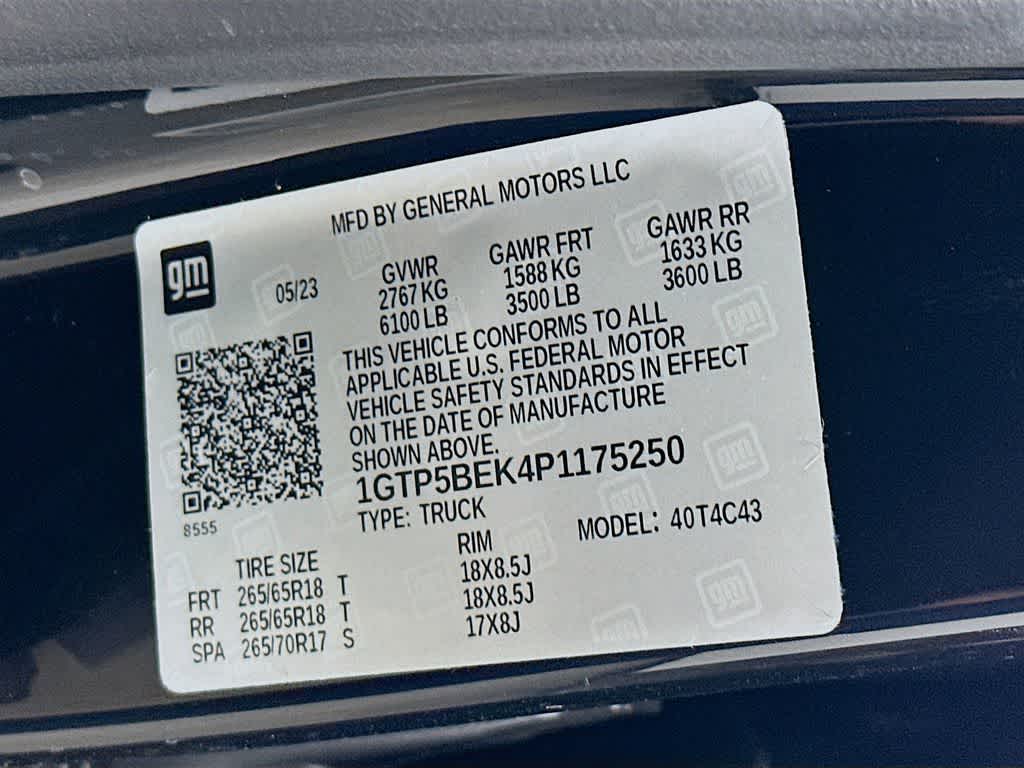 MFD BY GENERAL MOTORS LLC
gm
05/23
GVWR
2767 KG
6100 LB
GAWR FRT
1588 KG
3500 LB
GAWR RR
1633 KG
3600 LB
THIS VEHICLE CONFORMS TO ALL
APPLICABLE U.S. FEDERAL MOTOR
VEHICLE SAFETY STANDARDS IN EFFECT
ON THE DATE OF MANUFACTURE
SHOWN ABOVE.
1GTP5BEK4P1175250
TYPE: TRUCK
MODEL: 40T4C43
8555
TIRE SIZE RIM
FRT 265/65R18 T 18X8.5J
RR 265/65R18 T 18X8.5J
SPA 265/70R17 S 17X8J